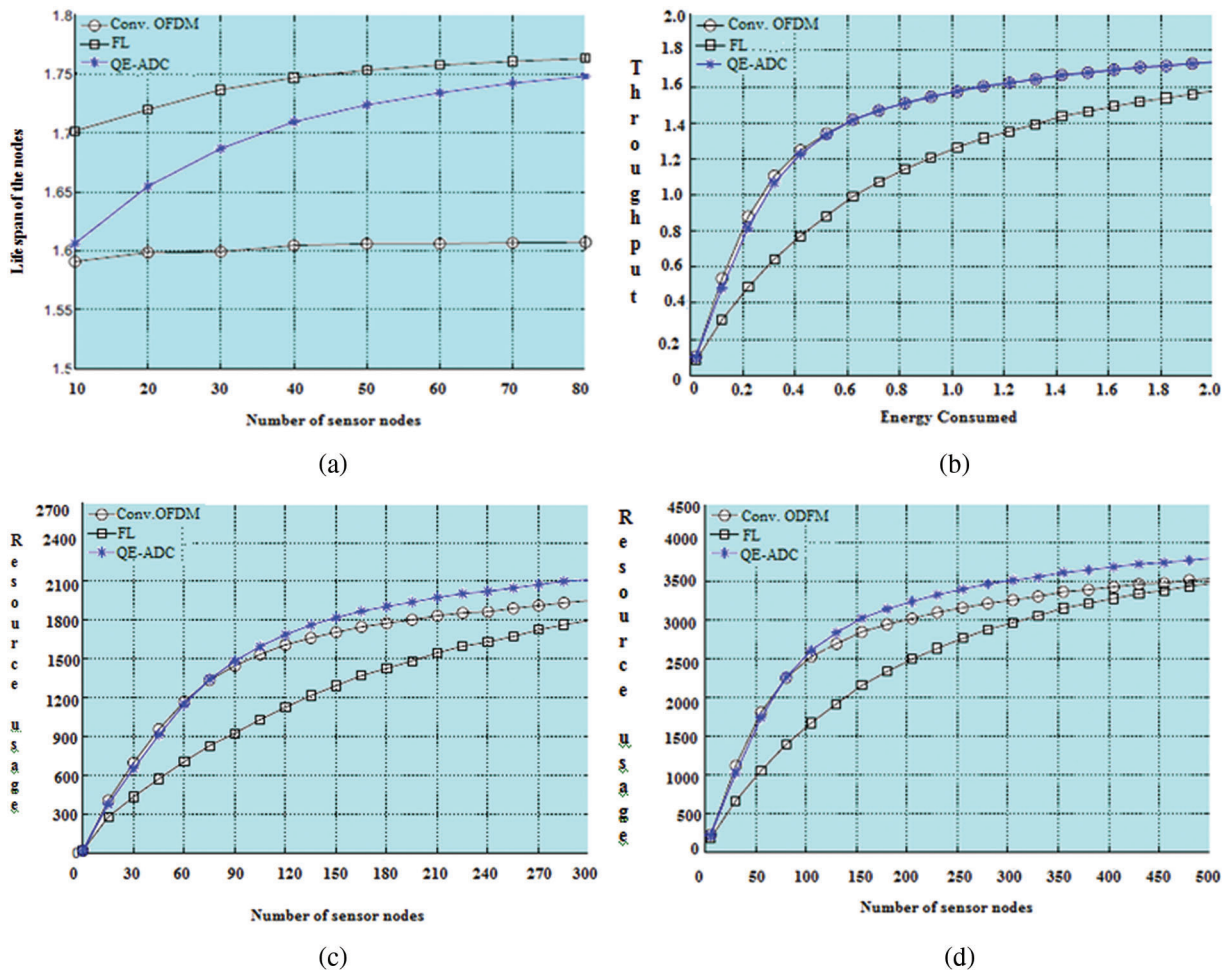 1.8
1.75
1.7
1.65
1.6
1.55
1.5
Life span of the nodes
Conv. OFDM
FL
QE-ADC
10 20 30 40 50 60 70 80
Number of sensor nodes
(a)
Throughput
2.0
1.8
1.6
1.4
1.2
1.0
0.8
0.6
0.4
0.2
0
Conv. OFDM
FL
QE-ADC
0 0.2 0.4 0.6 0.8 1.0 1.2 1.4 1.6 1.8 2.0
Energy Consumed
(b)
Resource usage
2700
2400
2100
1800
1500
1200
900
600
300
0
Conv.OFDM
FL
QE-ADC
0 30 60 90 120 150 180 210 240 270 300
Number of sensor nodes
(c)
Resource usage
4500
4000
3500
3000
2500
2000
1500
1000
500
0
Conv. ODFM
FL
QE-ADC
0 50 100 150 200 250 300 350 400 450 500
Number of sensor nodes
(d)